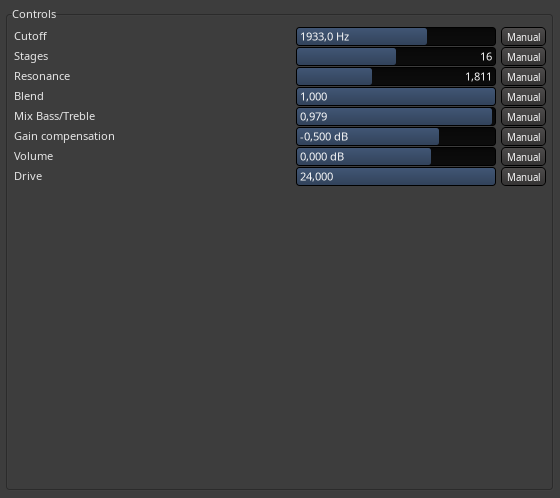 Controls
Cutoff 1933,0 Hz Manual
Stages 16 Manual
Resonance 1,811 Manual
Blend 1,000 Manual
Mix Bass/Treble 0,979 Manual
Gain compensation -0,500 dB Manual
Volume 0,000 dB Manual
Drive 24,000 Manual